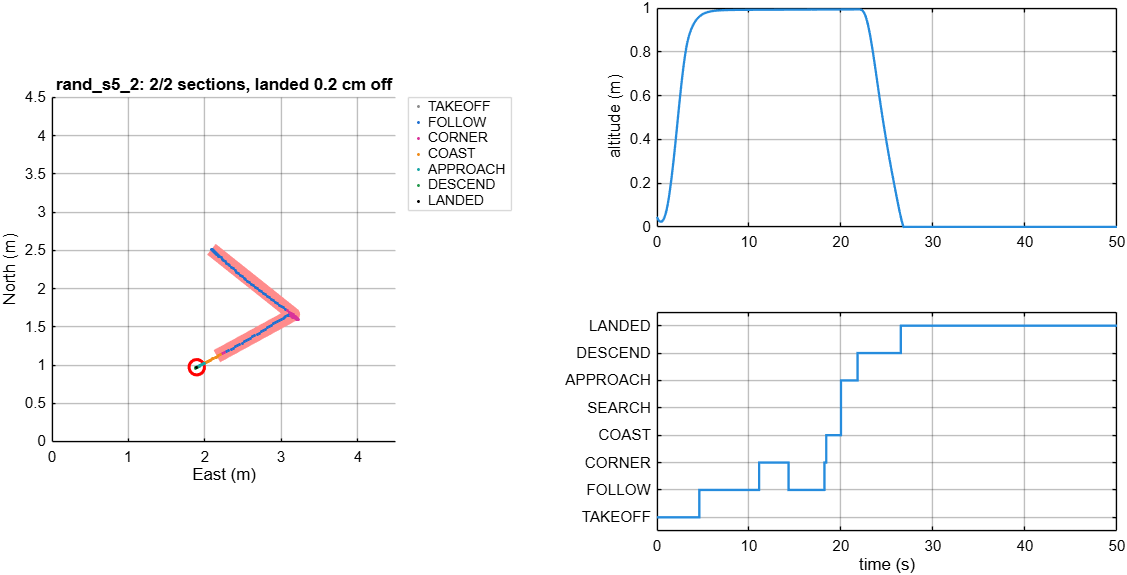 rand_s5_2: 2/2 sections, landed 0.2 cm off
4.5
4
3.5
3
2.5
2
1.5
1
0.5
0
North (m)
0
1
2
3
4
East (m)
TAKEOFF
FOLLOW
CORNER
COAST
APPROACH
DESCEND
LANDED
1
0.8
0.6
0.4
0.2
0
altitude (m)
0
10
20
30
40
50
LANDED
DESCEND
APPROACH
SEARCH
COAST
CORNER
FOLLOW
TAKEOFF
0
10
20
30
40
50
time (s)